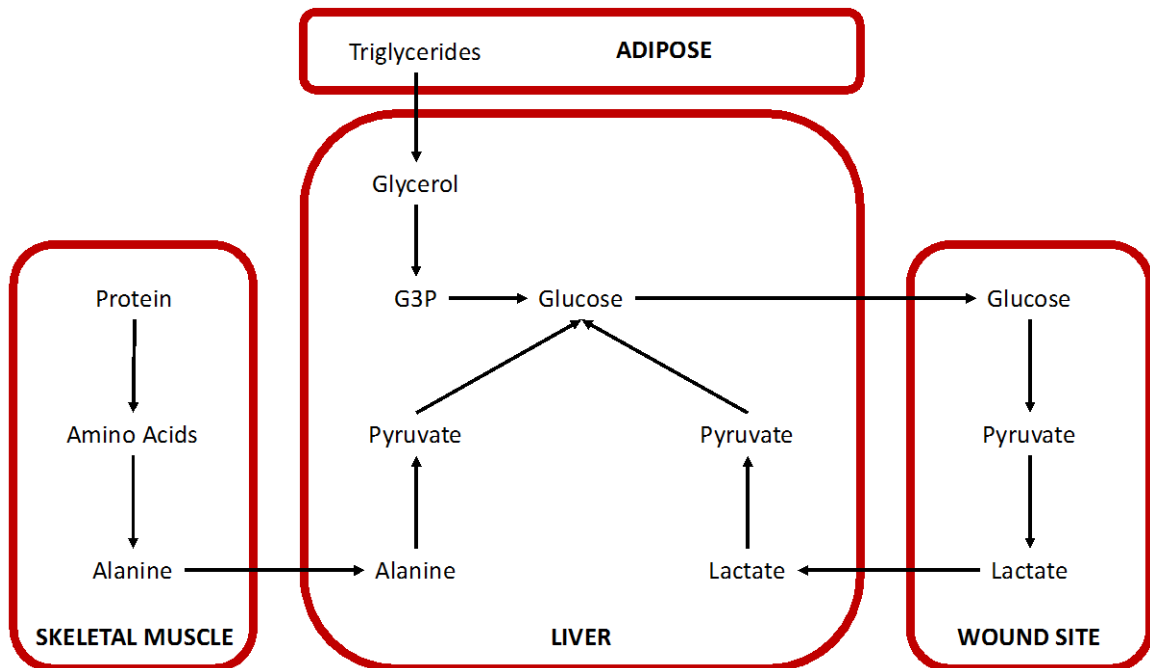 Triglycerides
ADIPOSE
Glycerol
Protein
G3P
Glucose
Glucose
Amino Acids
Pyruvate
Pyruvate
Pyruvate
Alanine
Alanine
Lactate
Lactate
SKELETAL MUSCLE
LIVER
WOUND SITE